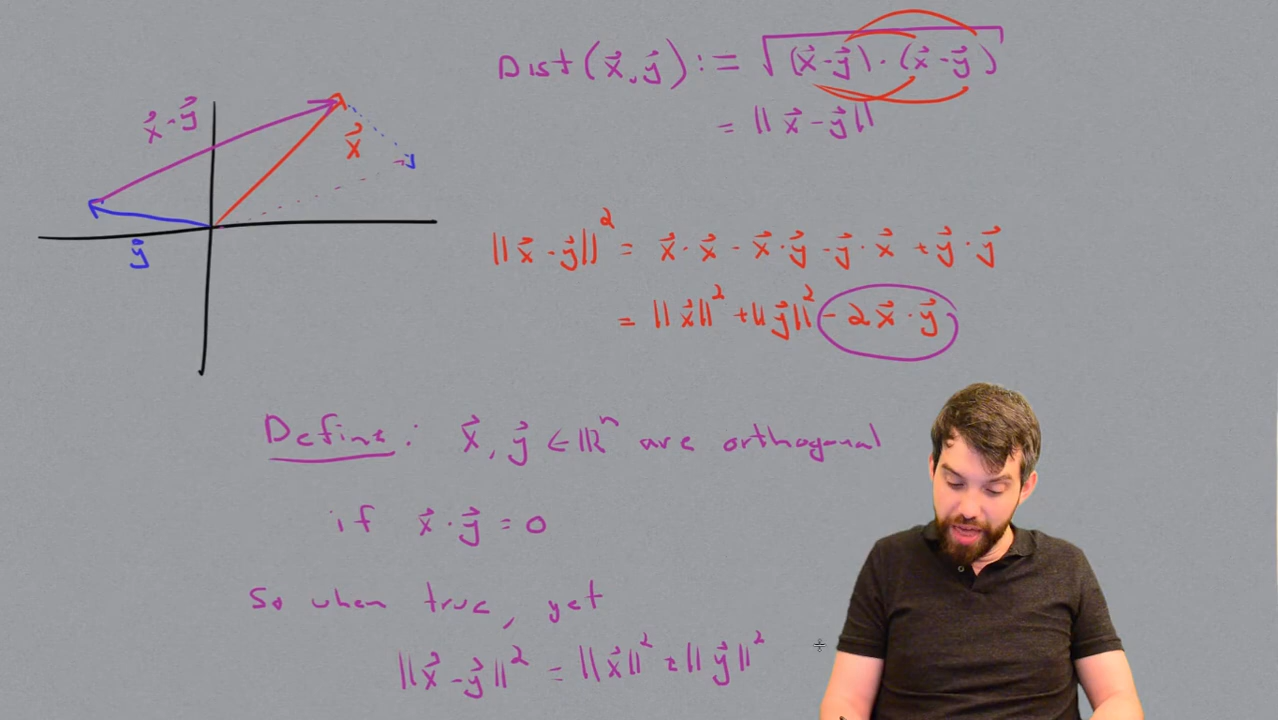 Dist(x⃗, y⃗) := √((x⃗-y⃗)·(x⃗-y⃗))
= ||x⃗-y⃗||
x⃗-y⃗
x⃗
-y
y⃗
||x⃗-y⃗||² = x⃗·x⃗ - x⃗·y⃗ - y⃗·x⃗ + y⃗·y⃗
= ||x⃗||² + ||y⃗||² - 2x⃗·y⃗
Define: x⃗, y⃗ ∈ ℝⁿ are orthogonal
if x⃗·y⃗ = 0
So when true, get
||x⃗-y⃗||² = ||x⃗||² + ||y⃗||²